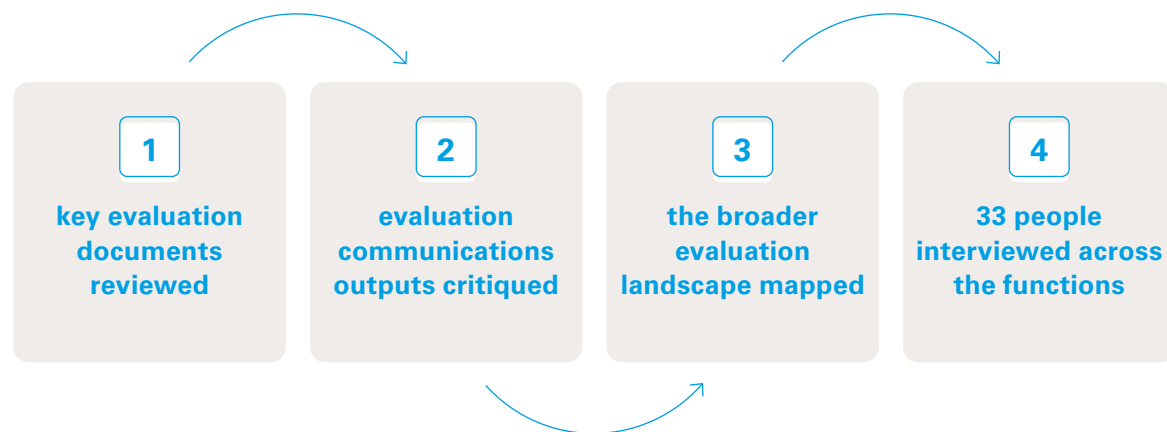 1
key evaluation
documents
reviewed
2
evaluation
communications
outputs critiqued
3
the broader
evaluation
landscape mapped
4
33 people
interviewed across
the functions